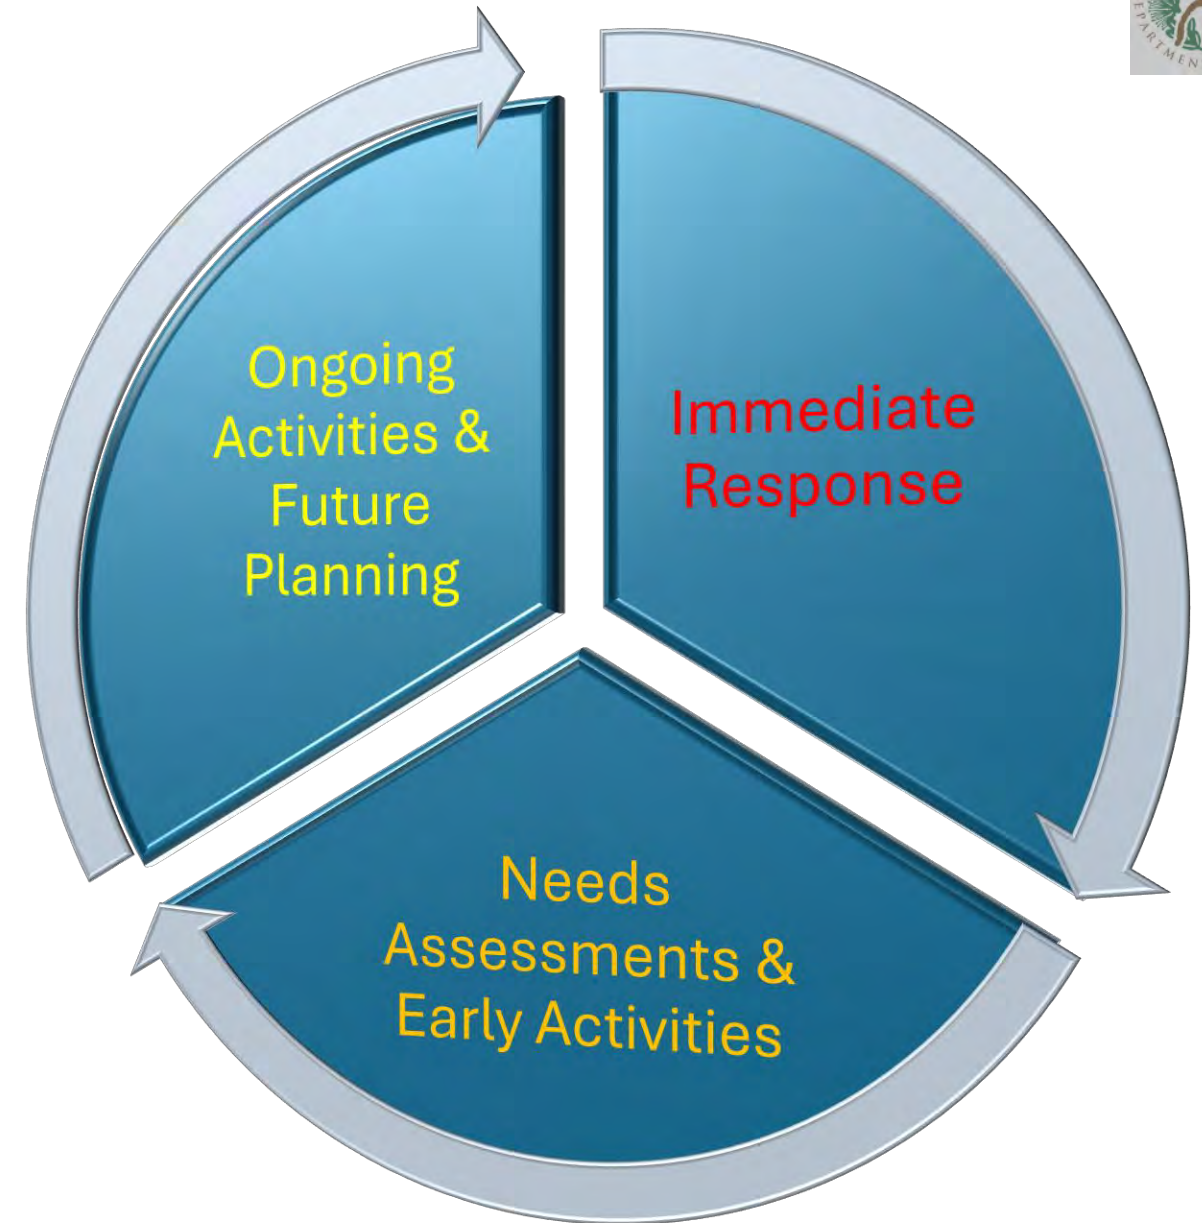 Ongoing
Activities &
Future
Planning
Immediate
Response
Needs
Assessments &
Early Activities